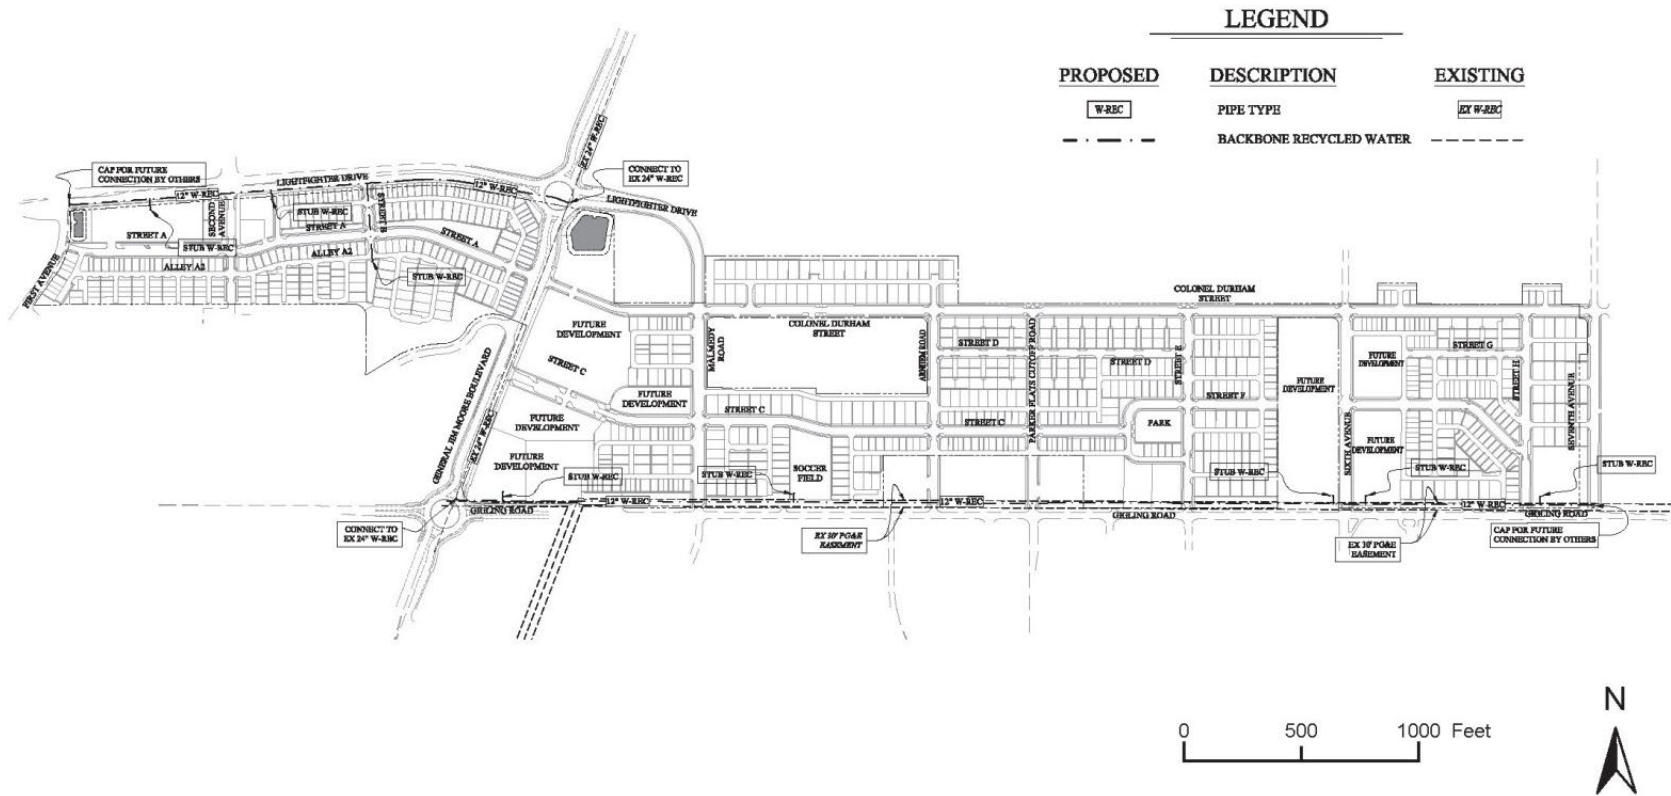 LEGEND
PROPOSED DESCRIPTION EXISTING
W-REC PIPE TYPE EX W-REC
BACKBONE RECYCLED WATER
EX 24" W-REC
CAP FOR FUTURE
CONNECTION BY OTHERS
CONNECT TO
EX 24" W-REC
LIGHTFIGHTER DRIVE
12" W-REC
12" W-REC
LIGHTFIGHTER DRIVE
SECOND
AVENUE
STUB W-REC
STREET A
STREET A
STREET A
STUB W-REC
ALLEY A2
ALLEY A2
STUB W-REC
FIRST AVENUE
COLONEL DURHAM
STREET
FUTURE
DEVELOPMENT
MALMEDY
ROAD
COLONEL DURHAM
STREET
ARNHEM ROAD
STREET D
PARKER FLATS CUTOFF ROAD
STREET D
STREET E
FUTURE
DEVELOPMENT
STREET G
FUTURE
DEVELOPMENT
STREET H
SEVENTH AVENUE
STREET C
GENERAL JIM MOORE BOULEVARD
EX 24" W-REC
FUTURE
DEVELOPMENT
STREET C
STREET F
FUTURE
DEVELOPMENT
STREET C
PARK
SIXTH AVENUE
FUTURE
DEVELOPMENT
FUTURE
DEVELOPMENT
STUB W-REC
STUB W-REC
SOCCER
FIELD
STUB W-REC
STUB W-REC
STUB W-REC
12" W-REC
12" W-REC
12" W-REC
GIGLING ROAD
GIGLING ROAD
GIGLING ROAD
CONNECT TO
EX 24" W-REC
EX 30' PG&E
EASEMENT
EX 30' PG&E
EASEMENT
CAP FOR FUTURE
CONNECTION BY OTHERS
N
0 500 1000 Feet